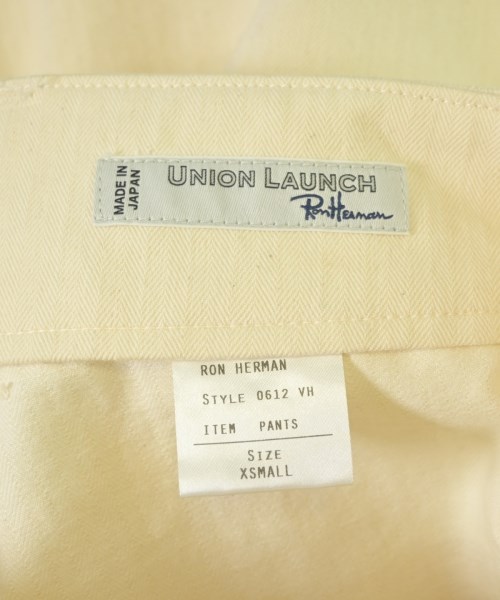 MADE IN
JAPAN
UNION LAUNCH
Ron Herman
RON HERMAN
STYLE 0612 VH
ITEM PANTS
SIZE
XSMALL